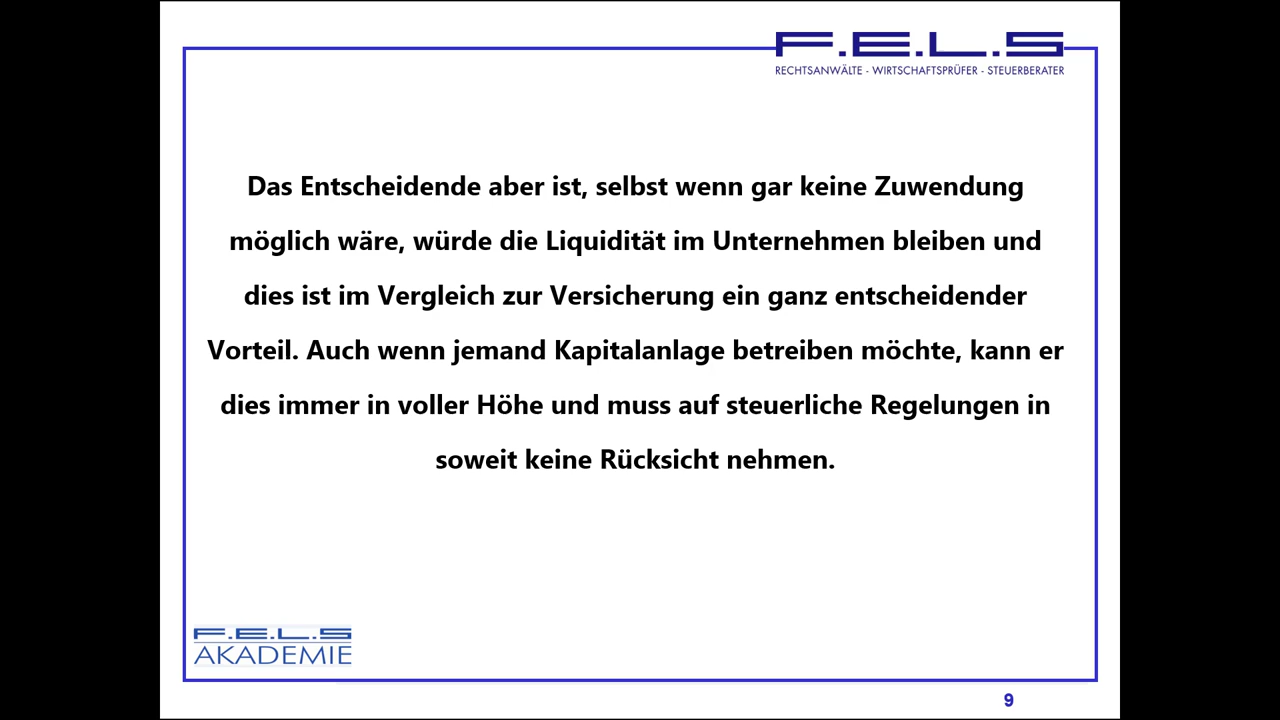 F.E.L.S
RECHTSANWÄLTE - WIRTSCHAFTSPRÜFER - STEUERBERATER
Das Entscheidende aber ist, selbst wenn gar keine Zuwendung
möglich wäre, würde die Liquidität im Unternehmen bleiben und
dies ist im Vergleich zur Versicherung ein ganz entscheidender
Vorteil. Auch wenn jemand Kapitalanlage betreiben möchte, kann er
dies immer in voller Höhe und muss auf steuerliche Regelungen in
soweit keine Rücksicht nehmen.
F.E.L.S
AKADEMIE
9